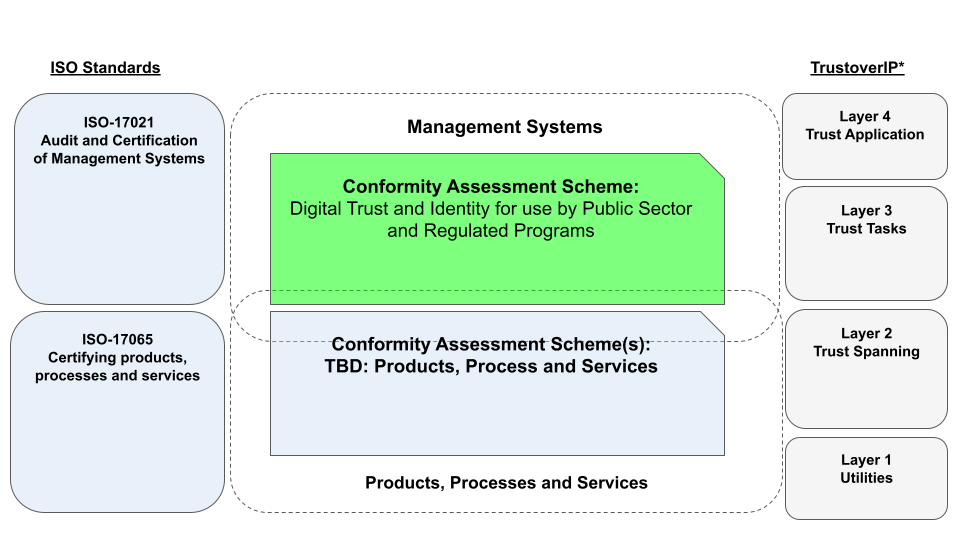 ISO Standards
ISO-17021
Audit and Certification
of Management Systems
ISO-17065
Certifying products,
processes and services
Management Systems
Conformity Assessment Scheme:
Digital Trust and Identity for use by Public Sector
and Regulated Programs
Conformity Assessment Scheme(s):
TBD: Products, Process and Services
Products, Processes and Services
TrustoverIP*
Layer 4
Trust Application
Layer 3
Trust Tasks
Layer 2
Trust Spanning
Layer 1
Utilities